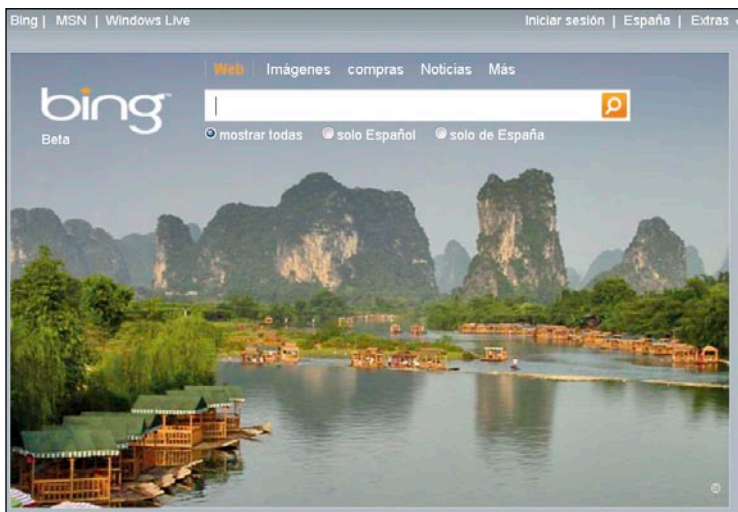 Bing | MSN | Windows Live
Iniciar sesión | España | Extras
Web Imágenes compras Noticias Más
bing™
Beta
mostrar todas solo Español solo de España
©